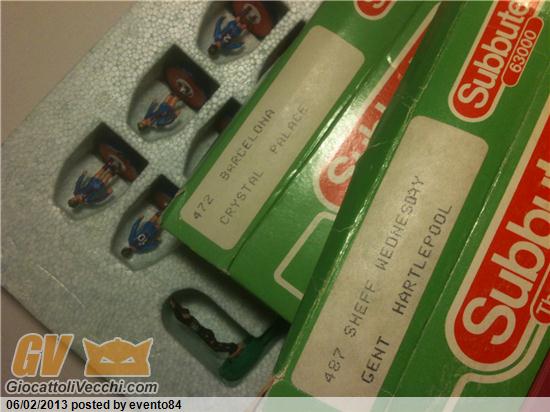 Subbuteo
63000
472 BARCELONA
CRYSTAL PALACE
487 SHEFF WEDNESDAY
GENT HARTLEPOOL
Subbuteo
GV
GiocattoliVecchi.com
06/02/2013 posted by evento84